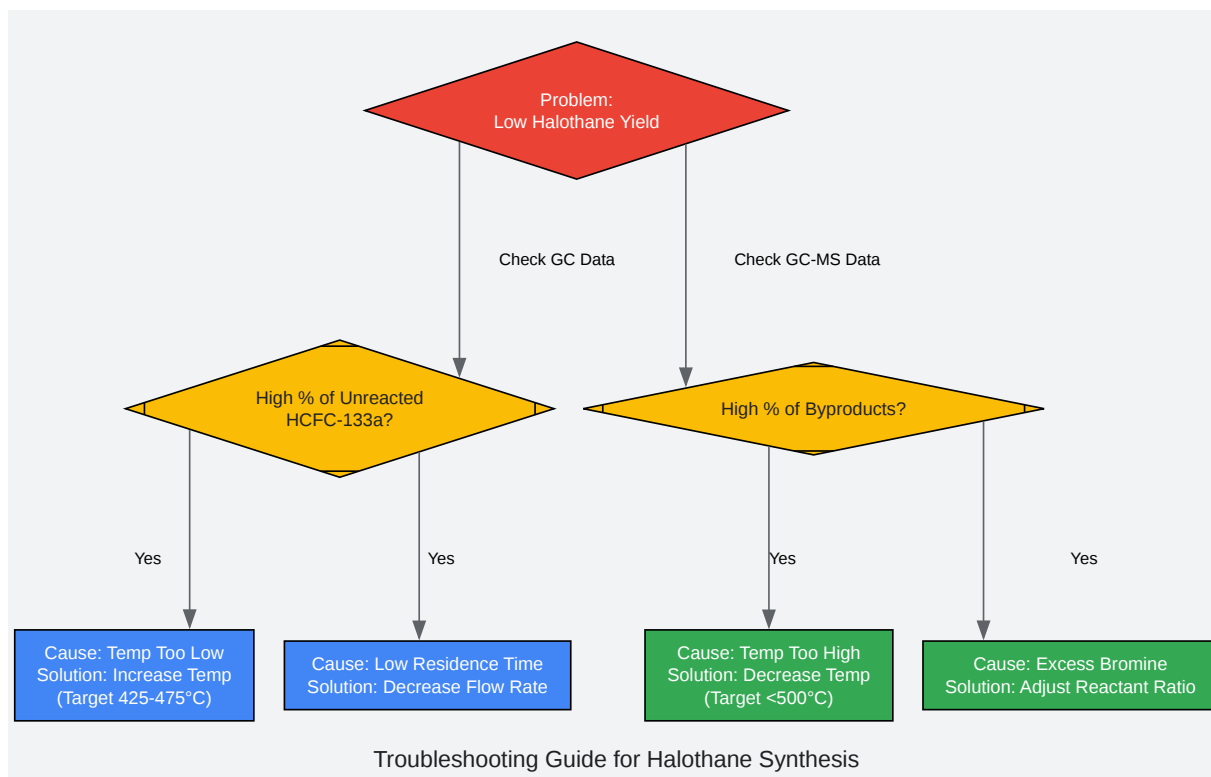 Problem:
Low Halothane Yield
Check GC Data
Check GC-MS Data
High % of Unreacted
HCFC-133a?
High % of Byproducts?
Yes
Yes
Yes
Yes
Cause: Temp Too Low
Solution: Increase Temp
(Target 425-475°C)
Cause: Low Residence Time
Solution: Decrease Flow Rate
Cause: Temp Too High
Solution: Decrease Temp
(Target <500°C)
Cause: Excess Bromine
Solution: Adjust Reactant Ratio
Troubleshooting Guide for Halothane Synthesis